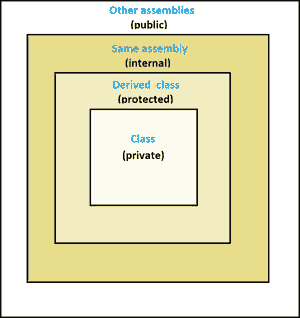 Other assemblies
(public)
Same assembly
(internal)
Derived class
(protected)
Class
(private)